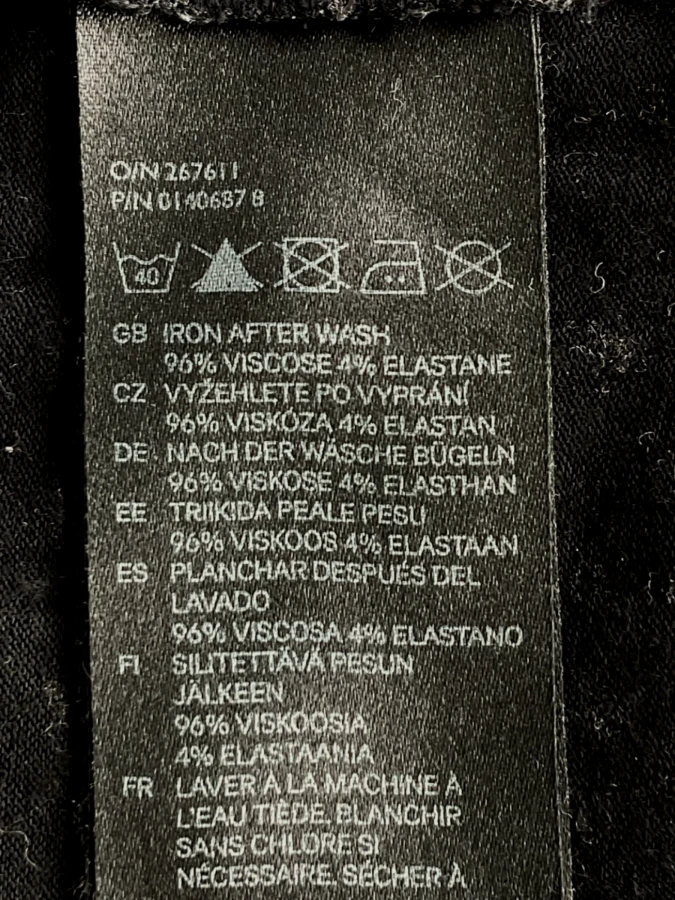 O/N 267611
P/N 0140687 8
40
GB IRON AFTER WASH
96% VISCOSE 4% ELASTANE
CZ VYŽEHLETE PO VYPRÁNÍ
96% VISKÓZA 4% ELASTAN
DE NACH DER WÄSCHE BÜGELN
96% VISKOSE 4% ELASTHAN
EE TRIIKIDA PEALE PESU
96% VISKOOS 4% ELASTAAN
ES PLANCHAR DESPUÉS DEL
LAVADO
96% VISCOSA 4% ELASTANO
FI SILITETTÄVÄ PESUN
JÄLKEEN
96% VISKOOSIA
4% ELASTAANIA
FR LAVER À LA MACHINE À
L'EAU TIÈDE. BLANCHIR
SANS CHLORE SI
NÉCESSAIRE. SÉCHER À